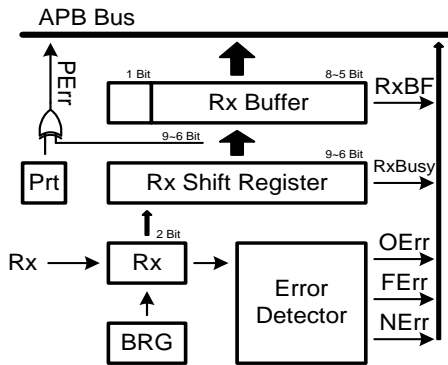 APB Bus
PErr
1 Bit
8~5 Bit
Rx Buffer
RxBF
9~6 Bit
9~6 Bit
Prt
Rx Shift Register
RxBusy
2 Bit
Rx
Rx
OErr
FErr
Error
Detector
NErr
BRG